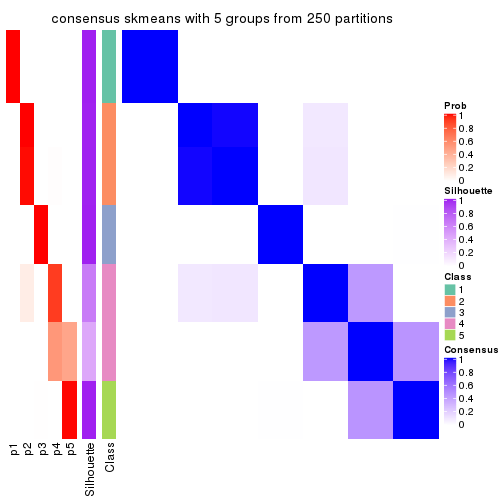 consensus skmeans with 5 groups from 250 partitions
Prob
1
0.8
0.6
0.4
0.2
0
Silhouette
1
0.8
0.6
0.4
0.2
0
Class
1
2
3
4
5
Consensus
1
0.8
0.6
0.4
0.2
0
p1
p2
p3
p4
p5
Silhouette
Class